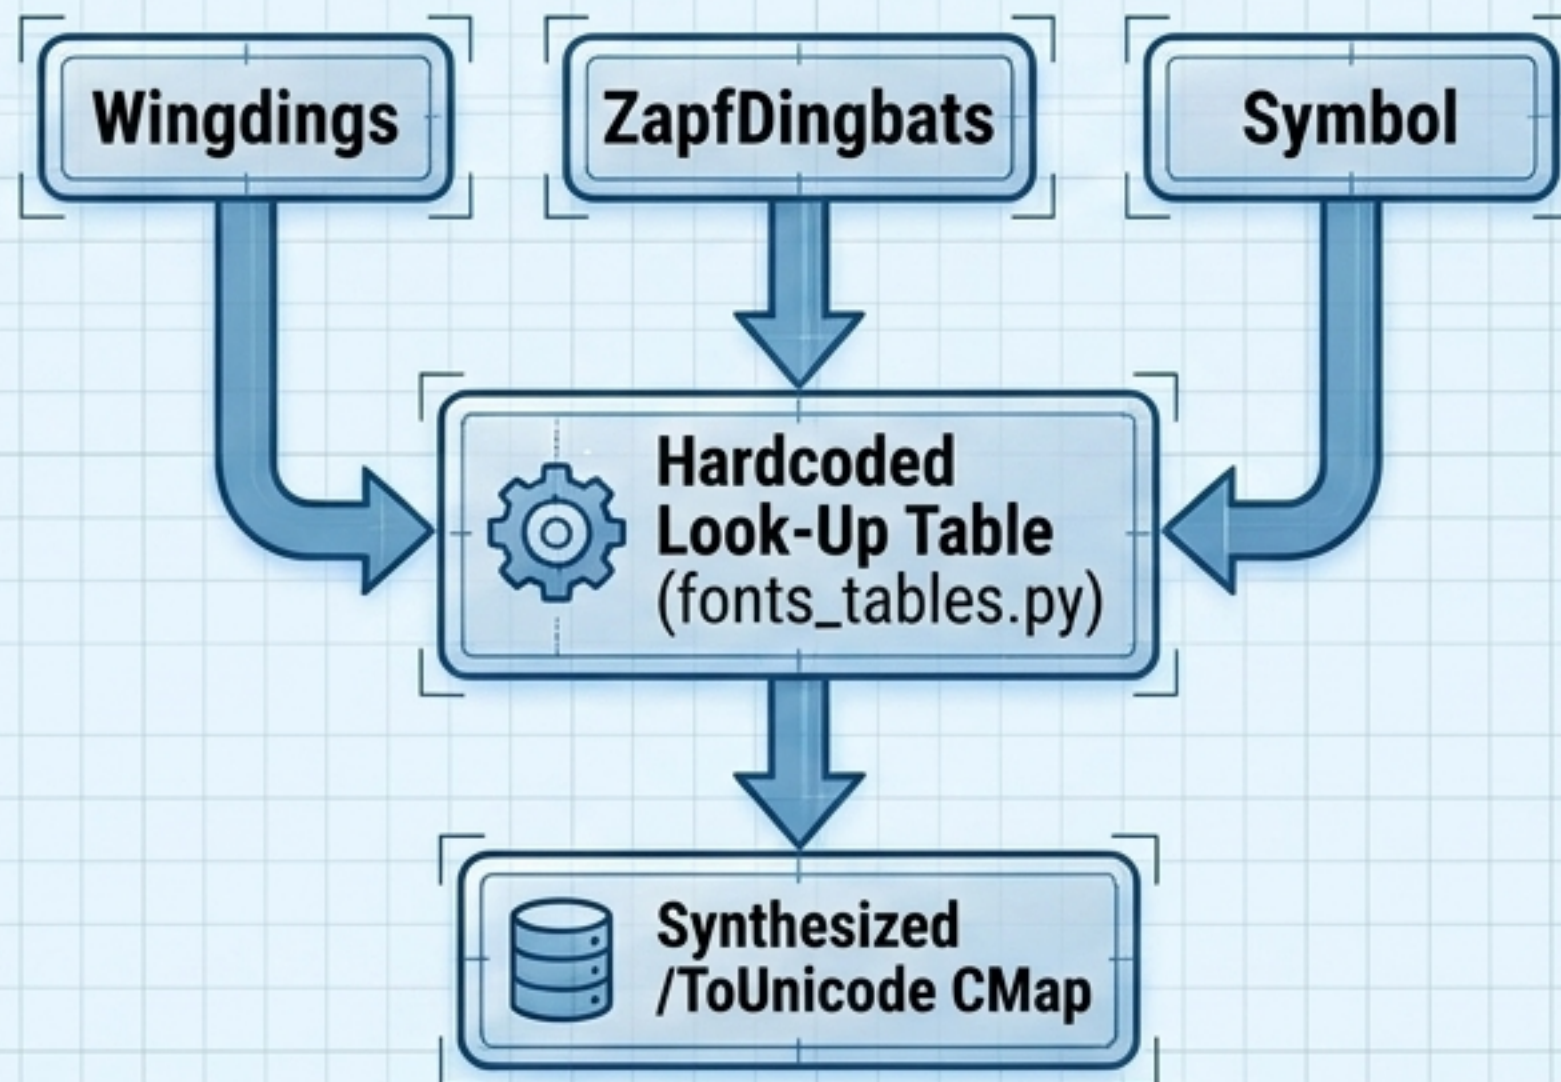 Wingdings
ZapfDingbats
Symbol
Hardcoded
Look-Up Table
(fonts_tables.py)
Synthesized
/ToUnicode CMap